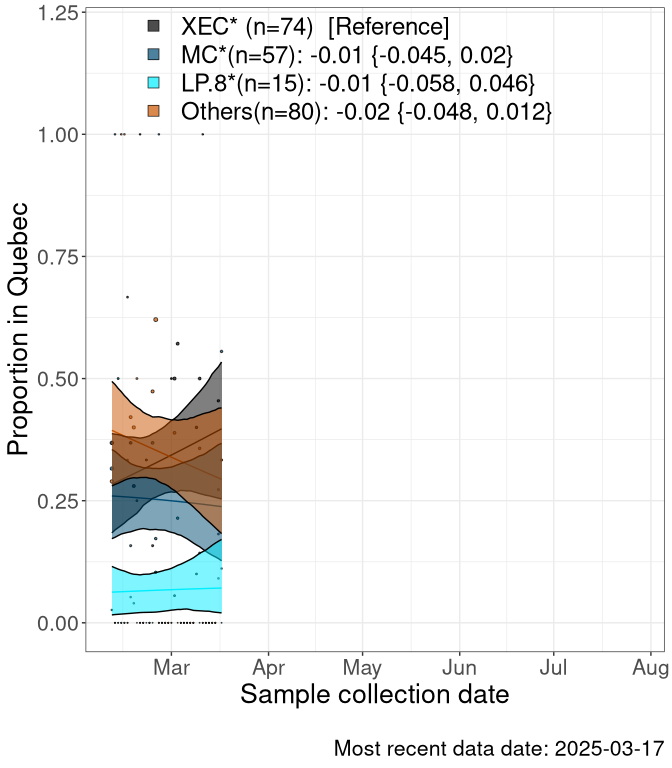 1.25
XEC* (n=74) [Reference]
MC*(n=57): -0.01 {-0.045, 0.02}
LP.8*(n=15): -0.01 {-0.058, 0.046}
Others(n=80): -0.02 {-0.048, 0.012}
1.00
0.75
0.50
0.25
0.00
Proportion in Quebec
Mar Apr May Jun Jul Aug
Sample collection date
Most recent data date: 2025-03-17